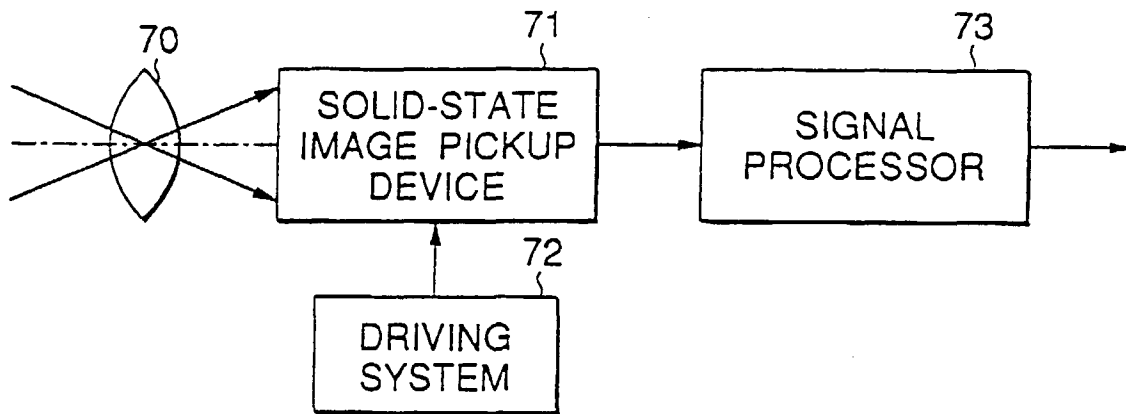 70
71
SOLID-STATE
IMAGE PICKUP
DEVICE
73
SIGNAL
PROCESSOR
72
DRIVING
SYSTEM